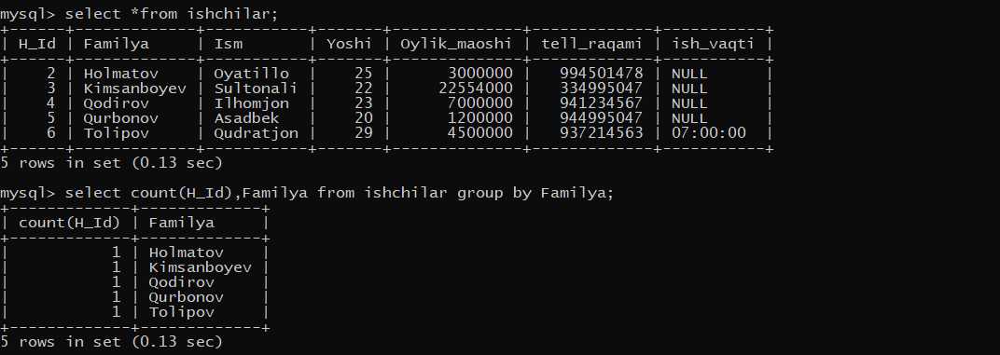 mysql> select *from ishchilar;
+------+-------------+-----------+-------+--------------+-------------+-----------+
| H_Id | Familya     | Ism       | Yoshi | Oylik_maoshi | tell_raqami | ish_vaqti |
+------+-------------+-----------+-------+--------------+-------------+-----------+
|    2 | Holmatov    | Oyatillo  |    25 |      3000000 |   994501478 | NULL      |
|    3 | Kimsanboyev | Sultonali |    22 |     22554000 |   334995047 | NULL      |
|    4 | Qodirov     | Ilhomjon  |    23 |      7000000 |   941234567 | NULL      |
|    5 | Qurbonov    | Asadbek   |    20 |      1200000 |   944995047 | NULL      |
|    6 | Tolipov     | Qudratjon |    29 |      4500000 |   937214563 | 07:00:00  |
+------+-------------+-----------+-------+--------------+-------------+-----------+
5 rows in set (0.13 sec)
mysql> select count(H_Id),Familya from ishchilar group by Familya;
+-------------+-------------+
| count(H_Id) | Familya     |
+-------------+-------------+
|           1 | Holmatov    |
|           1 | Kimsanboyev |
|           1 | Qodirov     |
|           1 | Qurbonov    |
|           1 | Tolipov     |
+-------------+-------------+
5 rows in set (0.13 sec)